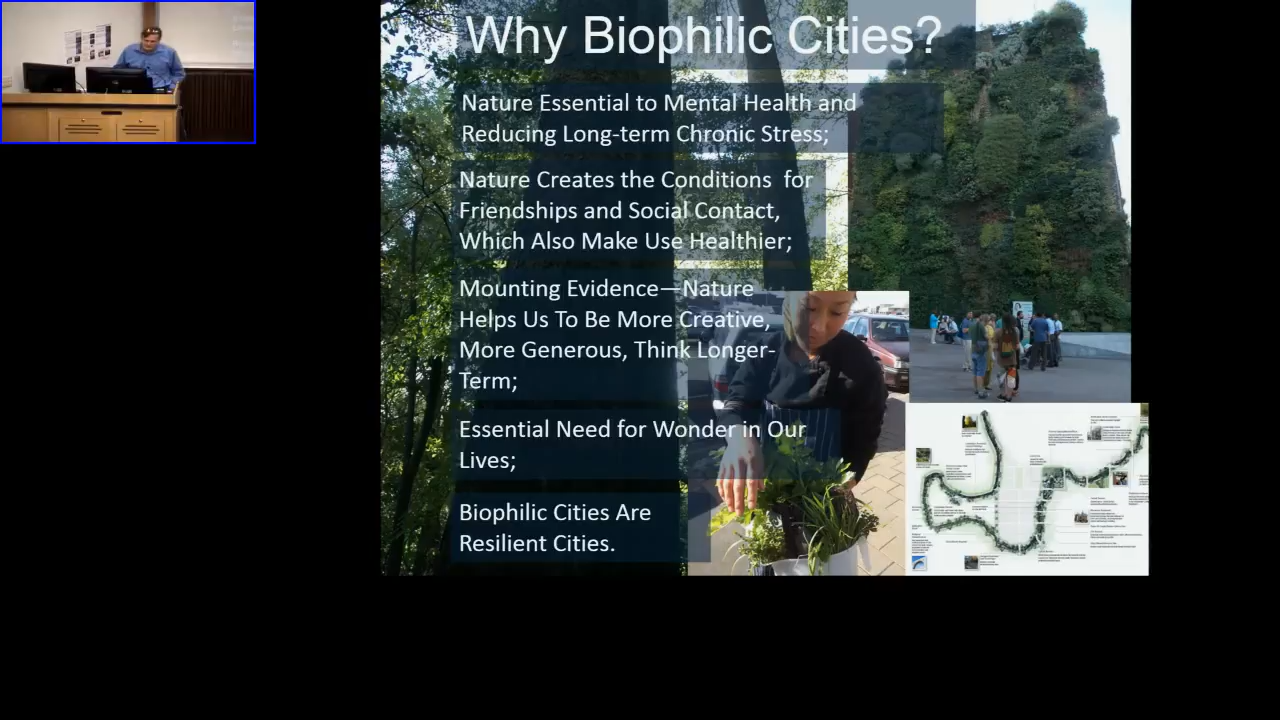 Why Biophilic Cities?
Nature Essential to Mental Health and
Reducing Long-term Chronic Stress;
Nature Creates the Conditions  for
Friendships and Social Contact,
Which Also Make Use Healthier;
Mounting Evidence—Nature
Helps Us To Be More Creative,
More Generous, Think Longer-
Term;
Essential Need for Wonder in Our
Lives;
Biophilic Cities Are
Resilient Cities.